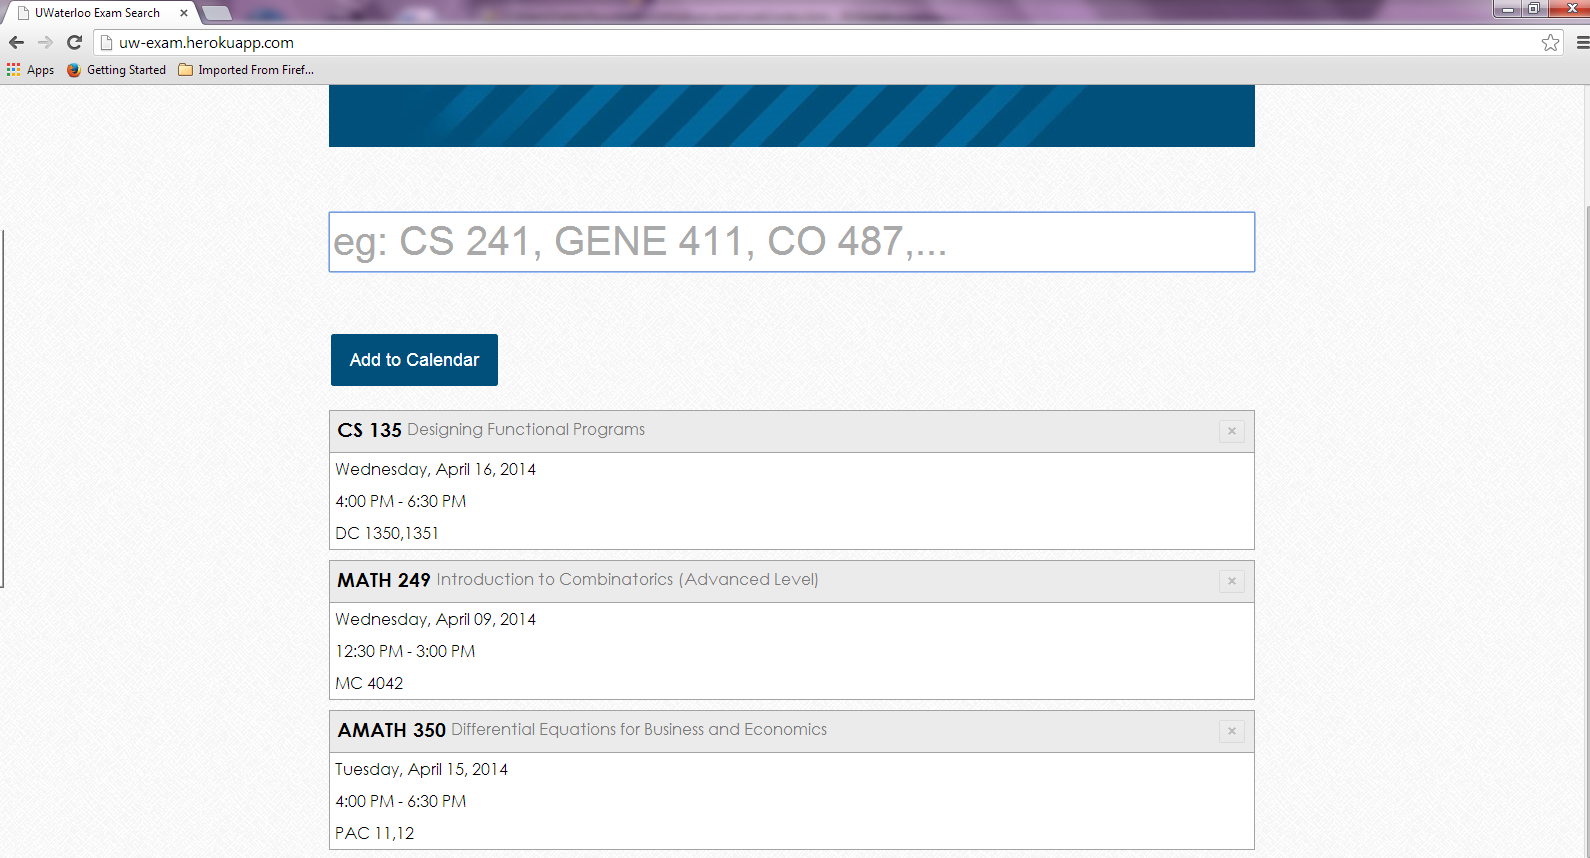 UWaterloo Exam Search
uw-exam.herokuapp.com
Apps Getting Started Imported From Firef...
eg: CS 241, GENE 411, CO 487,...
Add to Calendar
CS 135 Designing Functional Programs
Wednesday, April 16, 2014
4:00 PM - 6:30 PM
DC 1350,1351
MATH 249 Introduction to Combinatorics (Advanced Level)
Wednesday, April 09, 2014
12:30 PM - 3:00 PM
MC 4042
AMATH 350 Differential Equations for Business and Economics
Tuesday, April 15, 2014
4:00 PM - 6:30 PM
PAC 11,12